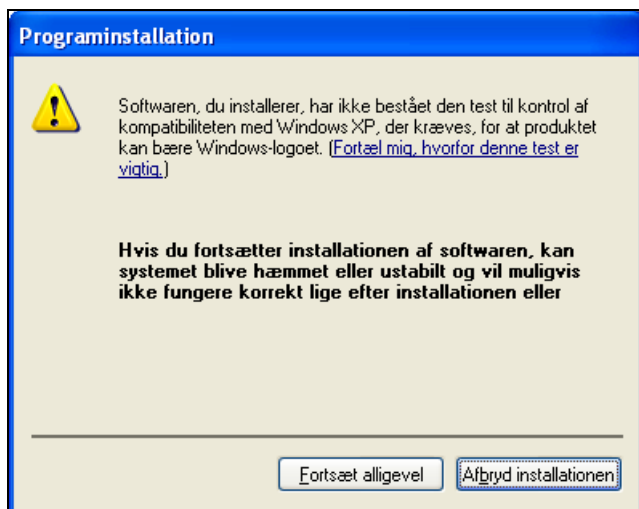 Programinstallation
Softwaren, du installerer, har ikke bestået den test til kontrol af
kompatibiliteten med Windows XP, der kræves, for at produktet
kan bære Windows-logoet. (Fortæl mig, hvorfor denne test er
vigtig.)
Hvis du fortsætter installationen af softwaren, kan
systemet blive hæmmet eller ustabilt og vil muligvis
ikke fungere korrekt lige efter installationen eller
Fortsæt alligevel
Afbryd installationen